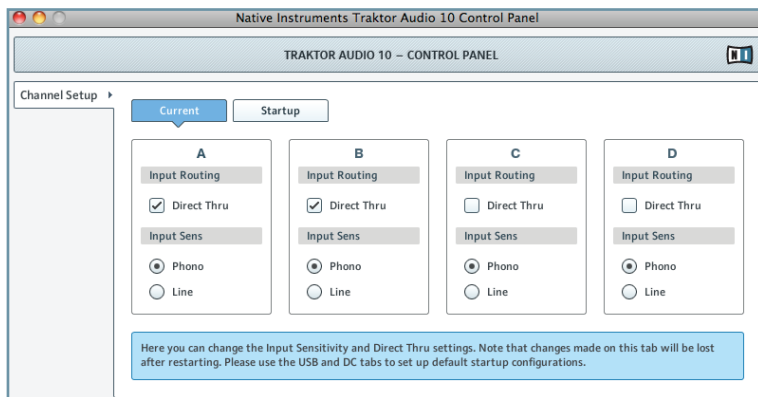 Native Instruments Traktor Audio 10 Control Panel
TRAKTOR AUDIO 10 – CONTROL PANEL
NI
Channel Setup
Current Startup
A B C D
Input Routing Input Routing Input Routing Input Routing
Direct Thru Direct Thru Direct Thru Direct Thru
Input Sens Input Sens Input Sens Input Sens
Phono Phono Phono Phono
Line Line Line Line
Here you can change the Input Sensitivity and Direct Thru settings. Note that changes made on this tab will be lost
after restarting. Please use the USB and DC tabs to set up default startup configurations.